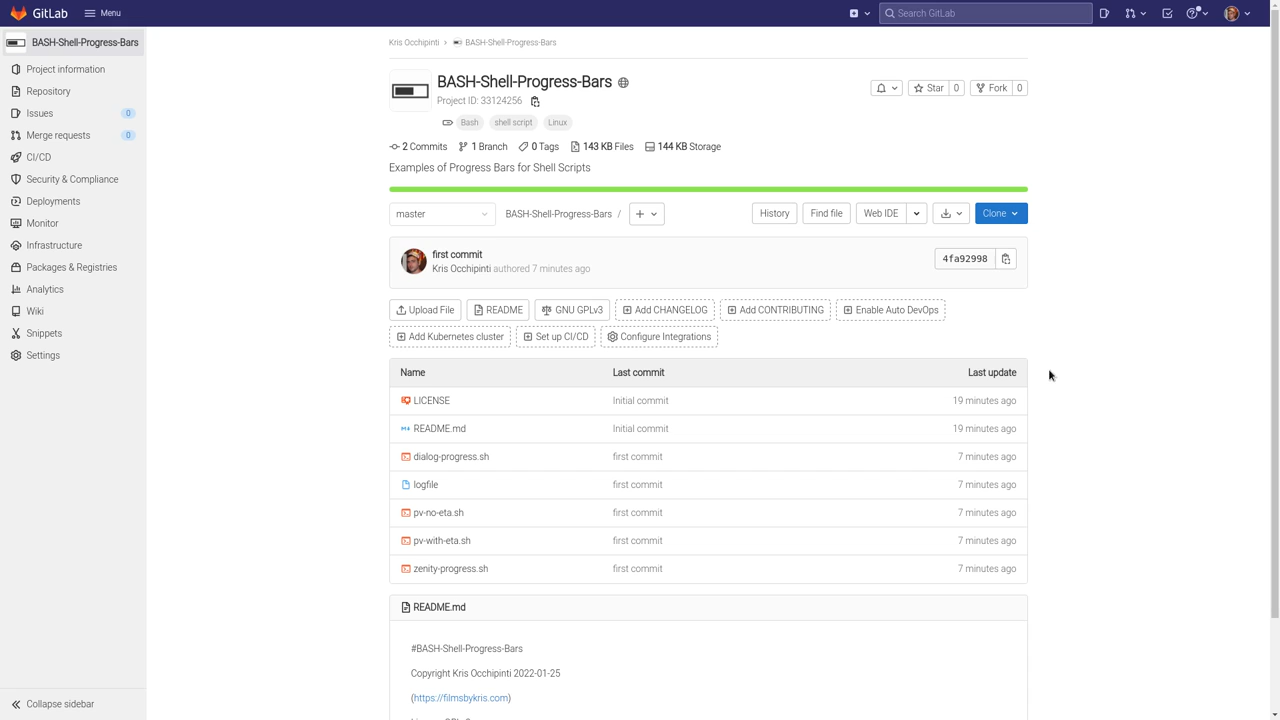 GitLab Menu Search GitLab
BASH-Shell-Progress-Bars
Project information
Repository
Issues 0
Merge requests 0
CI/CD
Security & Compliance
Deployments
Monitor
Infrastructure
Packages & Registries
Analytics
Wiki
Snippets
Settings
Collapse sidebar
Kris Occhipinti › BASH-Shell-Progress-Bars
BASH-Shell-Progress-Bars
Project ID: 33124256
Star 0 Fork 0
Bash shell script Linux
2 Commits 1 Branch 0 Tags 143 KB Files 144 KB Storage
Examples of Progress Bars for Shell Scripts
master BASH-Shell-Progress-Bars / + History Find file Web IDE Clone
first commit
Kris Occhipinti authored 7 minutes ago
4fa92998
Upload File README GNU GPLv3 Add CHANGELOG Add CONTRIBUTING Enable Auto DevOps
Add Kubernetes cluster Set up CI/CD Configure Integrations
Name Last commit Last update
LICENSE Initial commit 19 minutes ago
README.md Initial commit 19 minutes ago
dialog-progress.sh first commit 7 minutes ago
logfile first commit 7 minutes ago
pv-no-eta.sh first commit 7 minutes ago
pv-with-eta.sh first commit 7 minutes ago
zenity-progress.sh first commit 7 minutes ago
README.md
#BASH-Shell-Progress-Bars
Copyright Kris Occhipinti 2022-01-25
(https://filmsbykris.com)